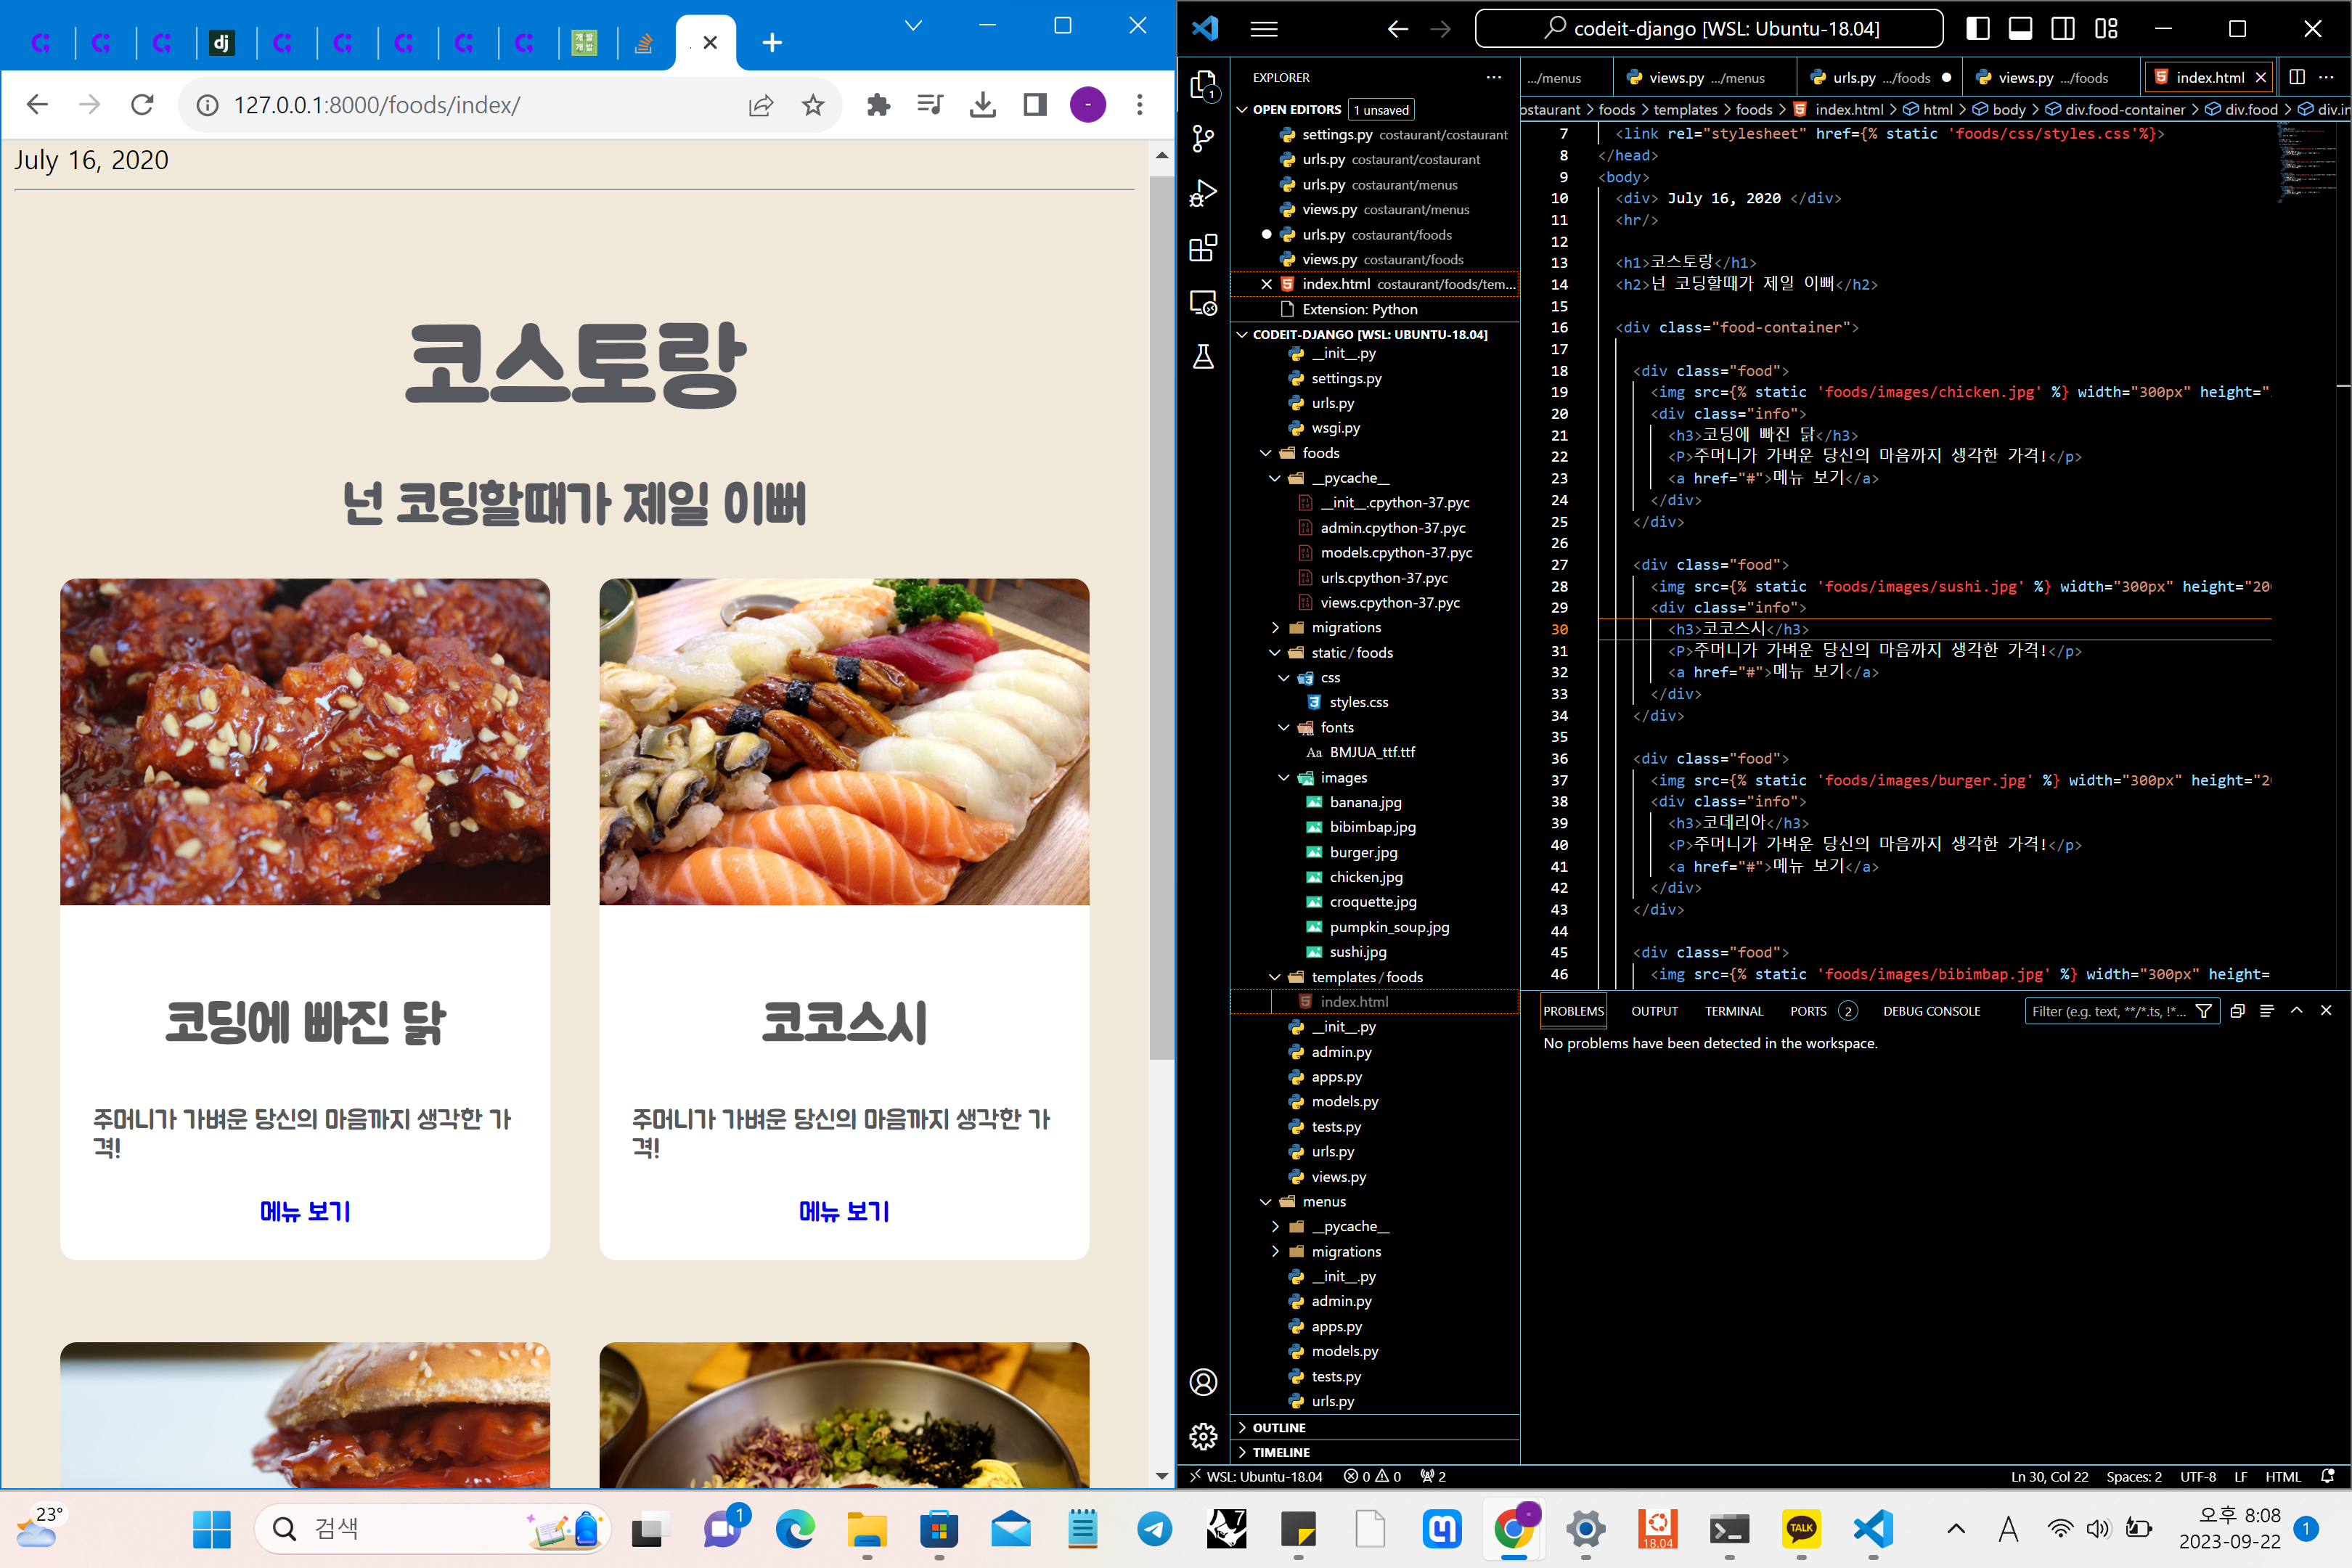 dj
개발
개발
127.0.0.1:8000/foods/index/
July 16, 2020
코스토랑
넌 코딩할때가 제일 이뻐
코딩에 빠진 닭
주머니가 가벼운 당신의 마음까지 생각한 가
격!
메뉴 보기
코코스시
주머니가 가벼운 당신의 마음까지 생각한 가
격!
메뉴 보기
codeit-django [WSL: Ubuntu-18.04]
EXPLORER
1
OPEN EDITORS 1 unsaved
settings.py costaurant/costaurant
urls.py costaurant/costaurant
urls.py costaurant/menus
views.py costaurant/menus
urls.py costaurant/foods
views.py costaurant/foods
index.html costaurant/foods/tem...
Extension: Python
CODEIT-DJANGO [WSL: UBUNTU-18.04]
__init__.py
settings.py
urls.py
wsgi.py
foods
__pycache__
__init__.cpython-37.pyc
admin.cpython-37.pyc
models.cpython-37.pyc
urls.cpython-37.pyc
views.cpython-37.pyc
migrations
static/foods
css
styles.css
fonts
Aa BMJUA_ttf.ttf
images
banana.jpg
bibimbap.jpg
burger.jpg
chicken.jpg
croquette.jpg
pumpkin_soup.jpg
sushi.jpg
templates/foods
index.html
__init__.py
admin.py
apps.py
models.py
tests.py
urls.py
views.py
menus
__pycache__
migrations
__init__.py
admin.py
apps.py
models.py
tests.py
urls.py
OUTLINE
TIMELINE
.../menus views.py .../menus urls.py .../foods views.py .../foods index.html
ostaurant > foods > templates > foods > index.html > html > body > div.food-container > div.food > div.in
7 <link rel="stylesheet" href={% static 'foods/css/styles.css'%}>
8 </head>
9 <body>
10 <div> July 16, 2020 </div>
11 <hr/>
12
13 <h1>코스토랑</h1>
14 <h2>넌 코딩할때가 제일 이뻐</h2>
15
16 <div class="food-container">
17
18 <div class="food">
19 <img src={% static 'foods/images/chicken.jpg' %} width="300px" height="
20 <div class="info">
21 <h3>코딩에 빠진 닭</h3>
22 <P>주머니가 가벼운 당신의 마음까지 생각한 가격!</p>
23 <a href="#">메뉴 보기</a>
24 </div>
25 </div>
26
27 <div class="food">
28 <img src={% static 'foods/images/sushi.jpg' %} width="300px" height="20
29 <div class="info">
30 <h3>코코스시</h3>
31 <P>주머니가 가벼운 당신의 마음까지 생각한 가격!</p>
32 <a href="#">메뉴 보기</a>
33 </div>
34 </div>
35
36 <div class="food">
37 <img src={% static 'foods/images/burger.jpg' %} width="300px" height="2
38 <div class="info">
39 <h3>코데리아</h3>
40 <P>주머니가 가벼운 당신의 마음까지 생각한 가격!</p>
41 <a href="#">메뉴 보기</a>
42 </div>
43 </div>
44
45 <div class="food">
46 <img src={% static 'foods/images/bibimbap.jpg' %} width="300px" height=
PROBLEMS OUTPUT TERMINAL PORTS 2 DEBUG CONSOLE Filter (e.g. text, **/*.ts, !*...
No problems have been detected in the workspace.
WSL: Ubuntu-18.04 0 0 2 Ln 30, Col 22 Spaces: 2 UTF-8 LF HTML
23° 검색 1 7 18.04 TALK A 오후 8:08
2023-09-22 1